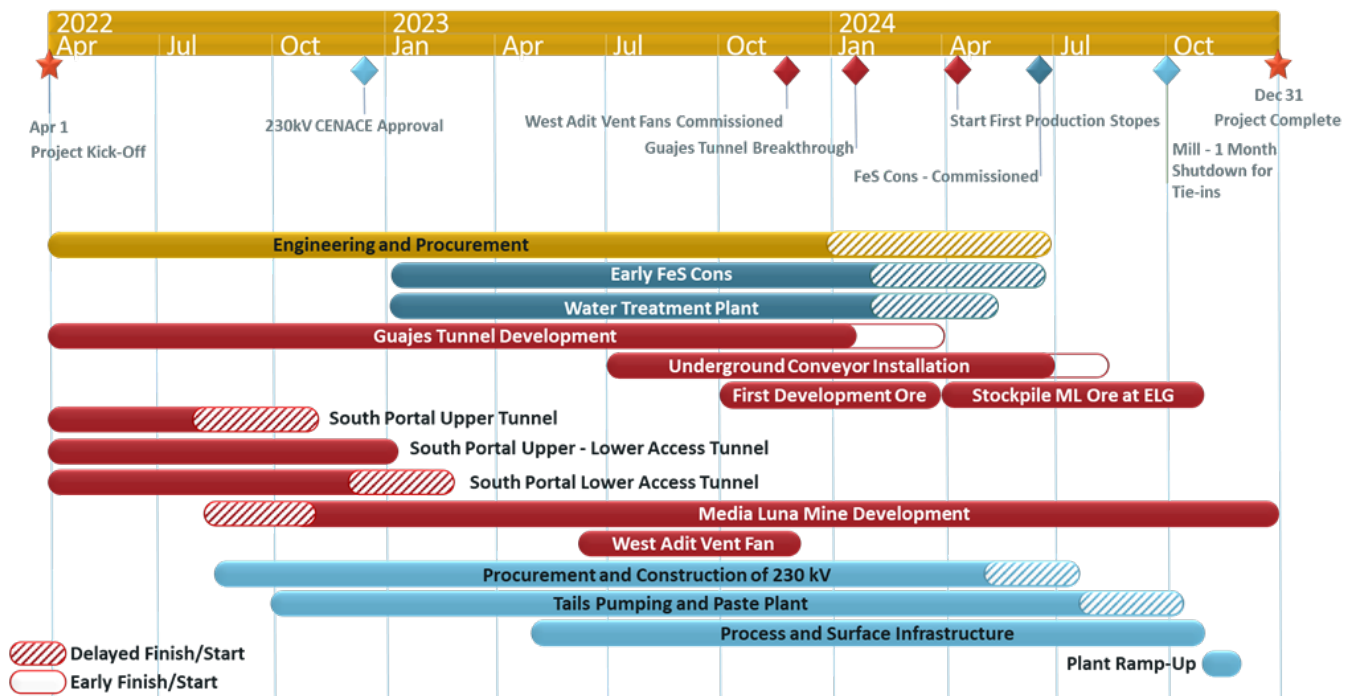 2022 2023 2024
Apr Jul Oct Jan Apr Jul Oct Jan Apr Jul Oct
Apr 1
Project Kick-Off
230kV CENACE Approval
West Adit Vent Fans Commissioned
Guajes Tunnel Breakthrough
Start First Production Stopes
FeS Cons - Commissioned
Mill - 1 Month
Shutdown for
Tie-ins
Dec 31
Project Complete
Engineering and Procurement
Early FeS Cons
Water Treatment Plant
Guajes Tunnel Development
Underground Conveyor Installation
First Development Ore
Stockpile ML Ore at ELG
South Portal Upper Tunnel
South Portal Upper - Lower Access Tunnel
South Portal Lower Access Tunnel
Media Luna Mine Development
West Adit Vent Fan
Procurement and Construction of 230 kV
Tails Pumping and Paste Plant
Process and Surface Infrastructure
Plant Ramp-Up
Delayed Finish/Start
Early Finish/Start